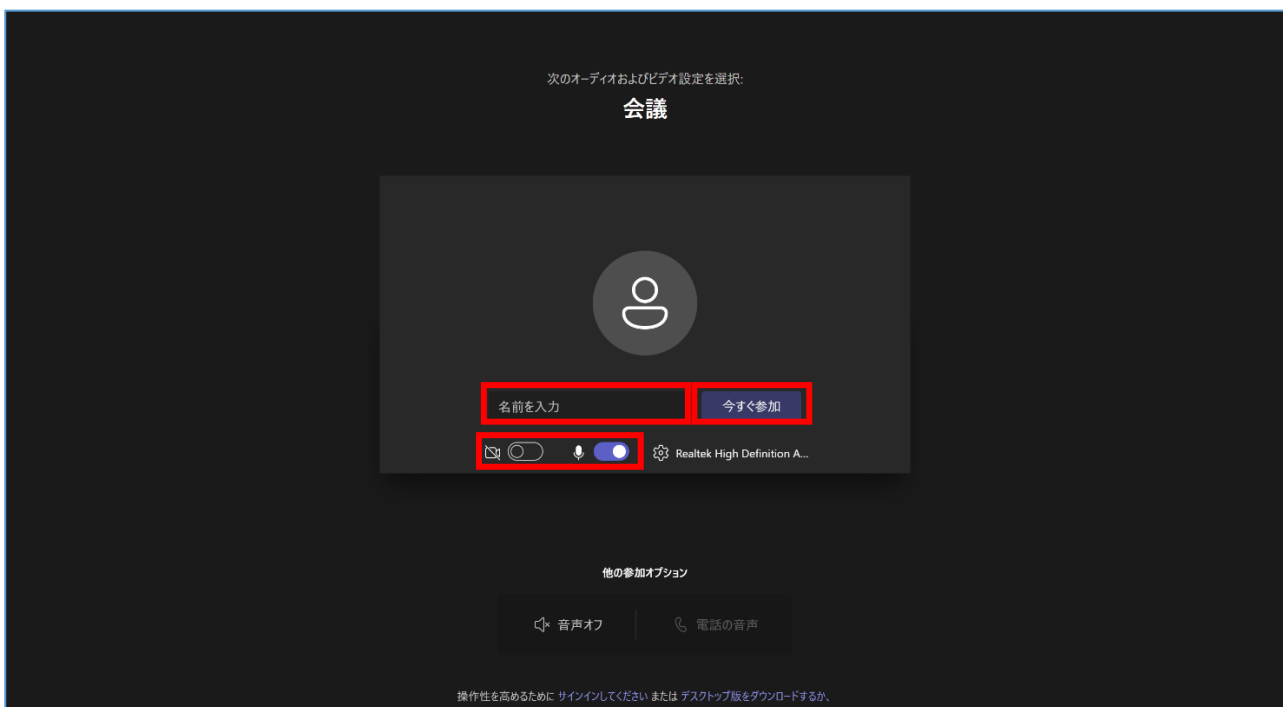 次のオーディオおよびビデオ設定を選択:
会議
名前を入力
今すぐ参加
Realtek High Definition A...
他の参加オプション
音声オフ
電話の音声
操作性を高めるために サインインしてください または デスクトップ版をダウンロードするか、